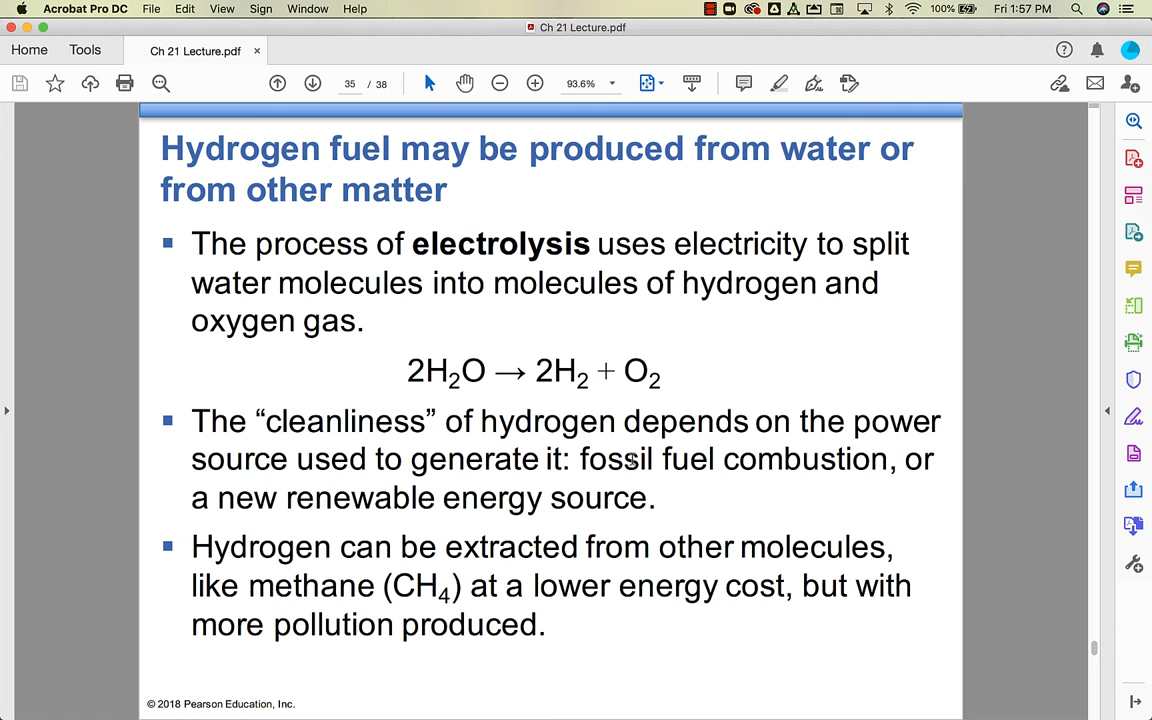 Acrobat Pro DC File Edit View Sign Window Help 100% Fri 1:57 PM
Ch 21 Lecture.pdf
Home Tools Ch 21 Lecture.pdf ×
35 / 38 93.6%
Hydrogen fuel may be produced from water or
from other matter
▪ The process of electrolysis uses electricity to split
water molecules into molecules of hydrogen and
oxygen gas.
2H₂O → 2H₂ + O₂
▪ The “cleanliness” of hydrogen depends on the power
source used to generate it: fossil fuel combustion, or
a new renewable energy source.
▪ Hydrogen can be extracted from other molecules,
like methane (CH₄) at a lower energy cost, but with
more pollution produced.
© 2018 Pearson Education, Inc.